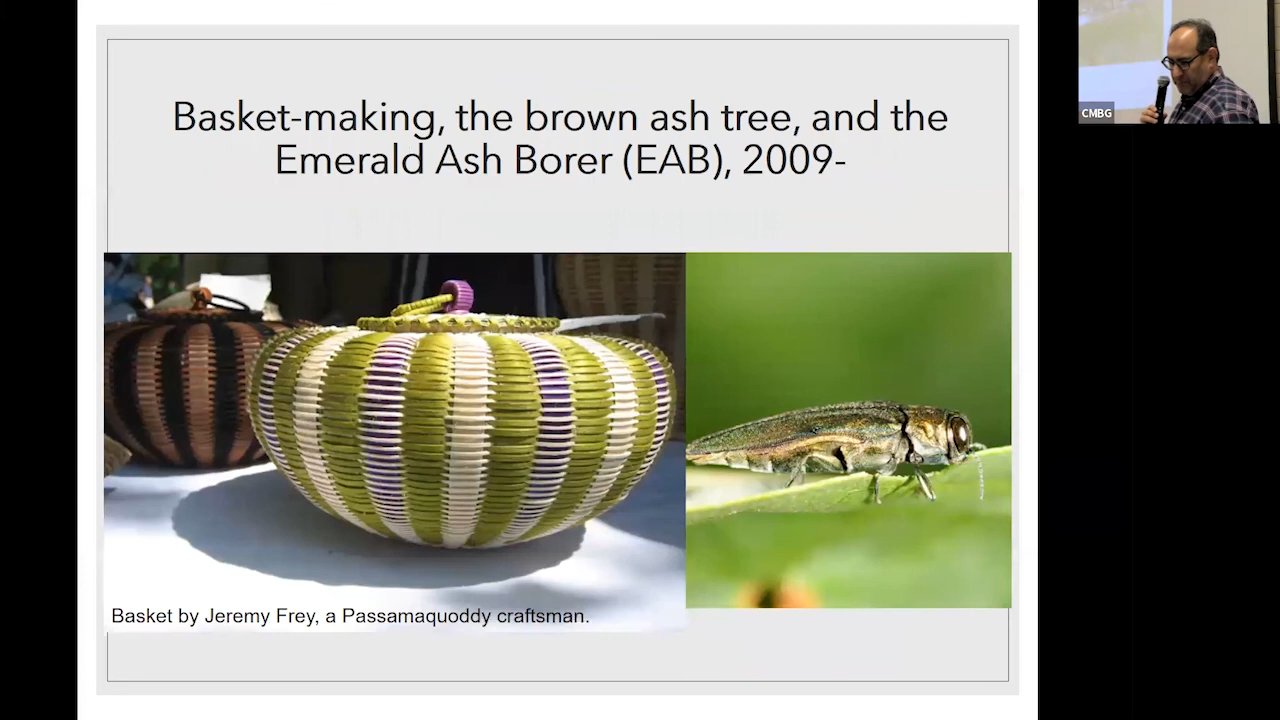 Basket-making, the brown ash tree, and the
Emerald Ash Borer (EAB), 2009-
Basket by Jeremy Frey, a Passamaquoddy craftsman.
CMBG